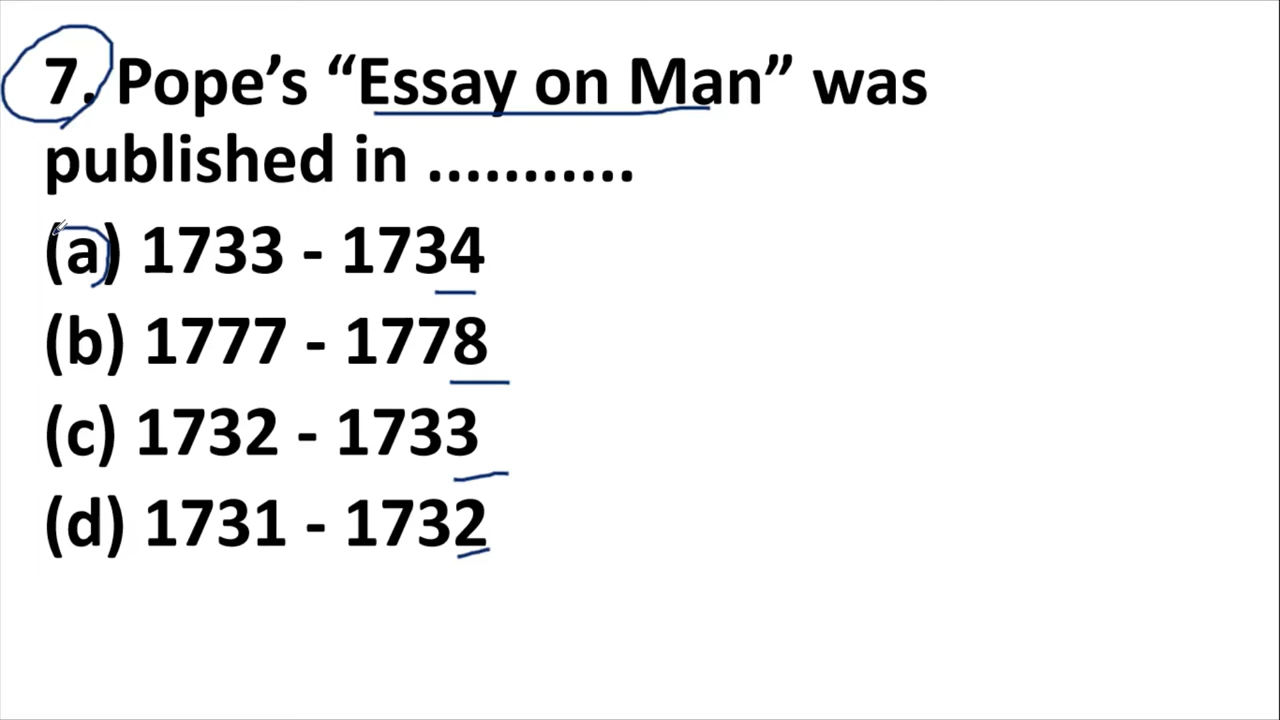 7. Pope’s “Essay on Man” was
published in ...........
(a) 1733 - 1734
(b) 1777 - 1778
(c) 1732 - 1733
(d) 1731 - 1732